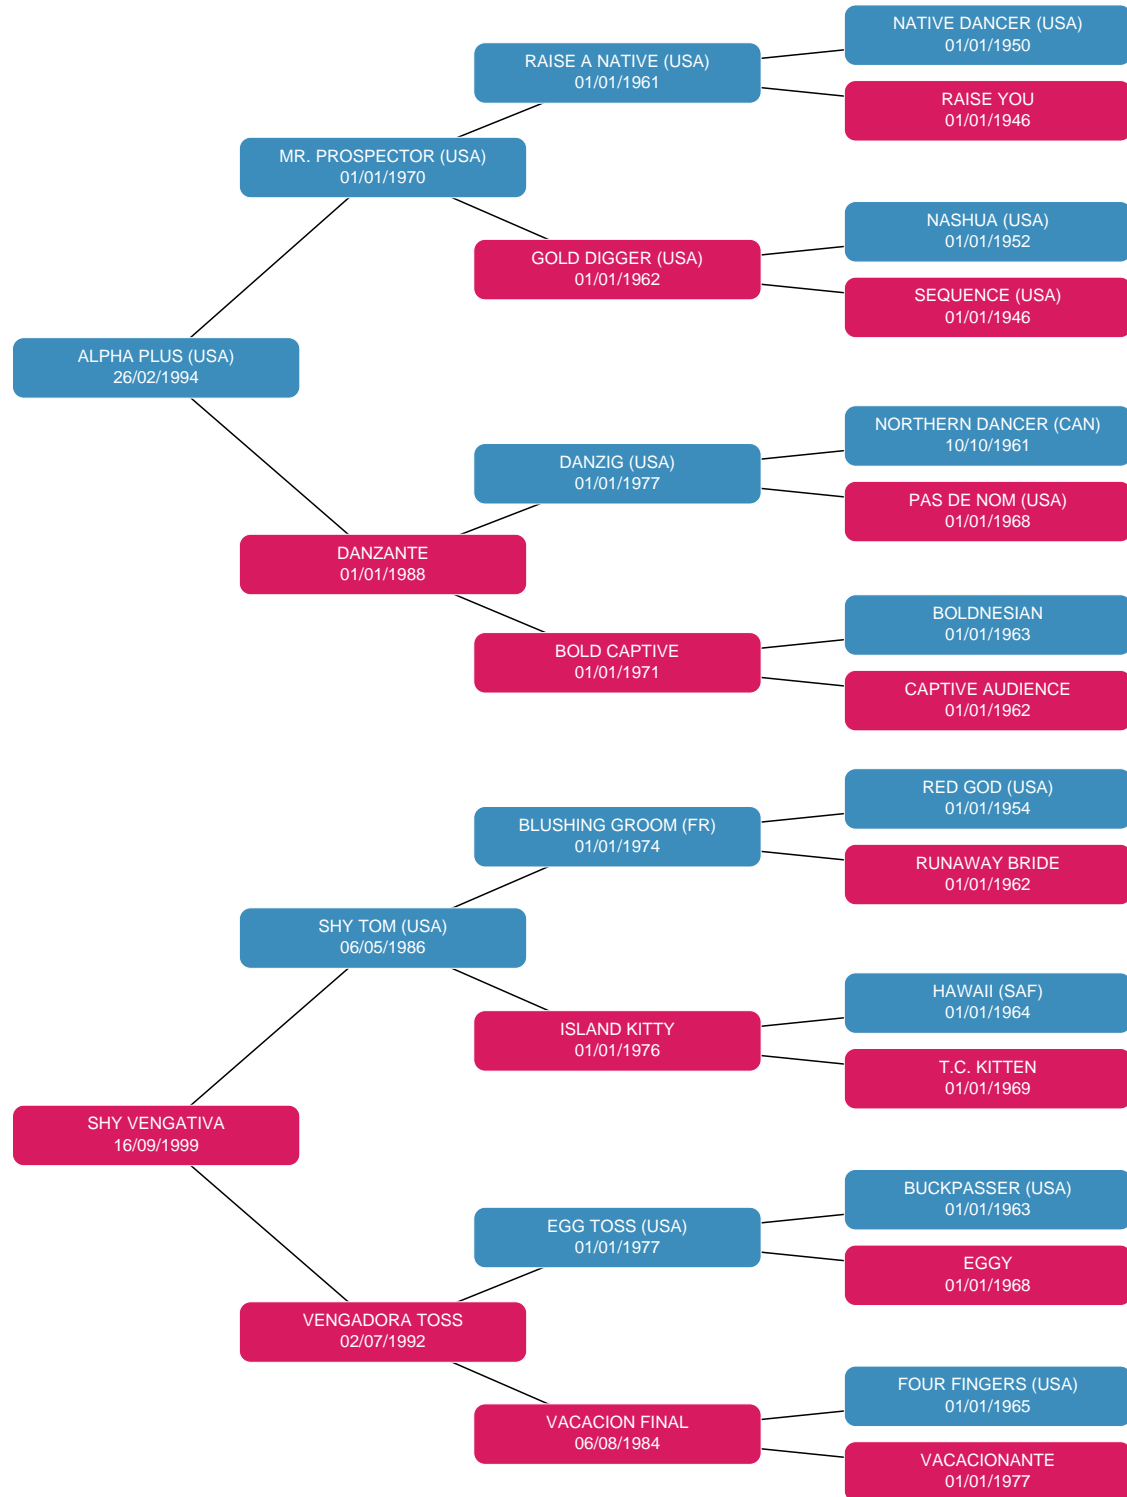 NATIVE DANCER (USA)
01/01/1950
RAISE A NATIVE (USA)
01/01/1961
RAISE YOU
01/01/1946
MR. PROSPECTOR (USA)
01/01/1970
NASHUA (USA)
01/01/1952
GOLD DIGGER (USA)
01/01/1962
SEQUENCE (USA)
01/01/1946
ALPHA PLUS (USA)
26/02/1994
NORTHERN DANCER (CAN)
10/10/1961
DANZIG (USA)
01/01/1977
PAS DE NOM (USA)
01/01/1968
DANZANTE
01/01/1988
BOLDNESIAN
01/01/1963
BOLD CAPTIVE
01/01/1971
CAPTIVE AUDIENCE
01/01/1962
RED GOD (USA)
01/01/1954
BLUSHING GROOM (FR)
01/01/1974
RUNAWAY BRIDE
01/01/1962
SHY TOM (USA)
06/05/1986
HAWAII (SAF)
01/01/1964
ISLAND KITTY
01/01/1976
T.C. KITTEN
01/01/1969
SHY VENGATIVA
16/09/1999
BUCKPASSER (USA)
01/01/1963
EGG TOSS (USA)
01/01/1977
EGGY
01/01/1968
VENGADORA TOSS
02/07/1992
FOUR FINGERS (USA)
01/01/1965
VACACION FINAL
06/08/1984
VACACIONANTE
01/01/1977